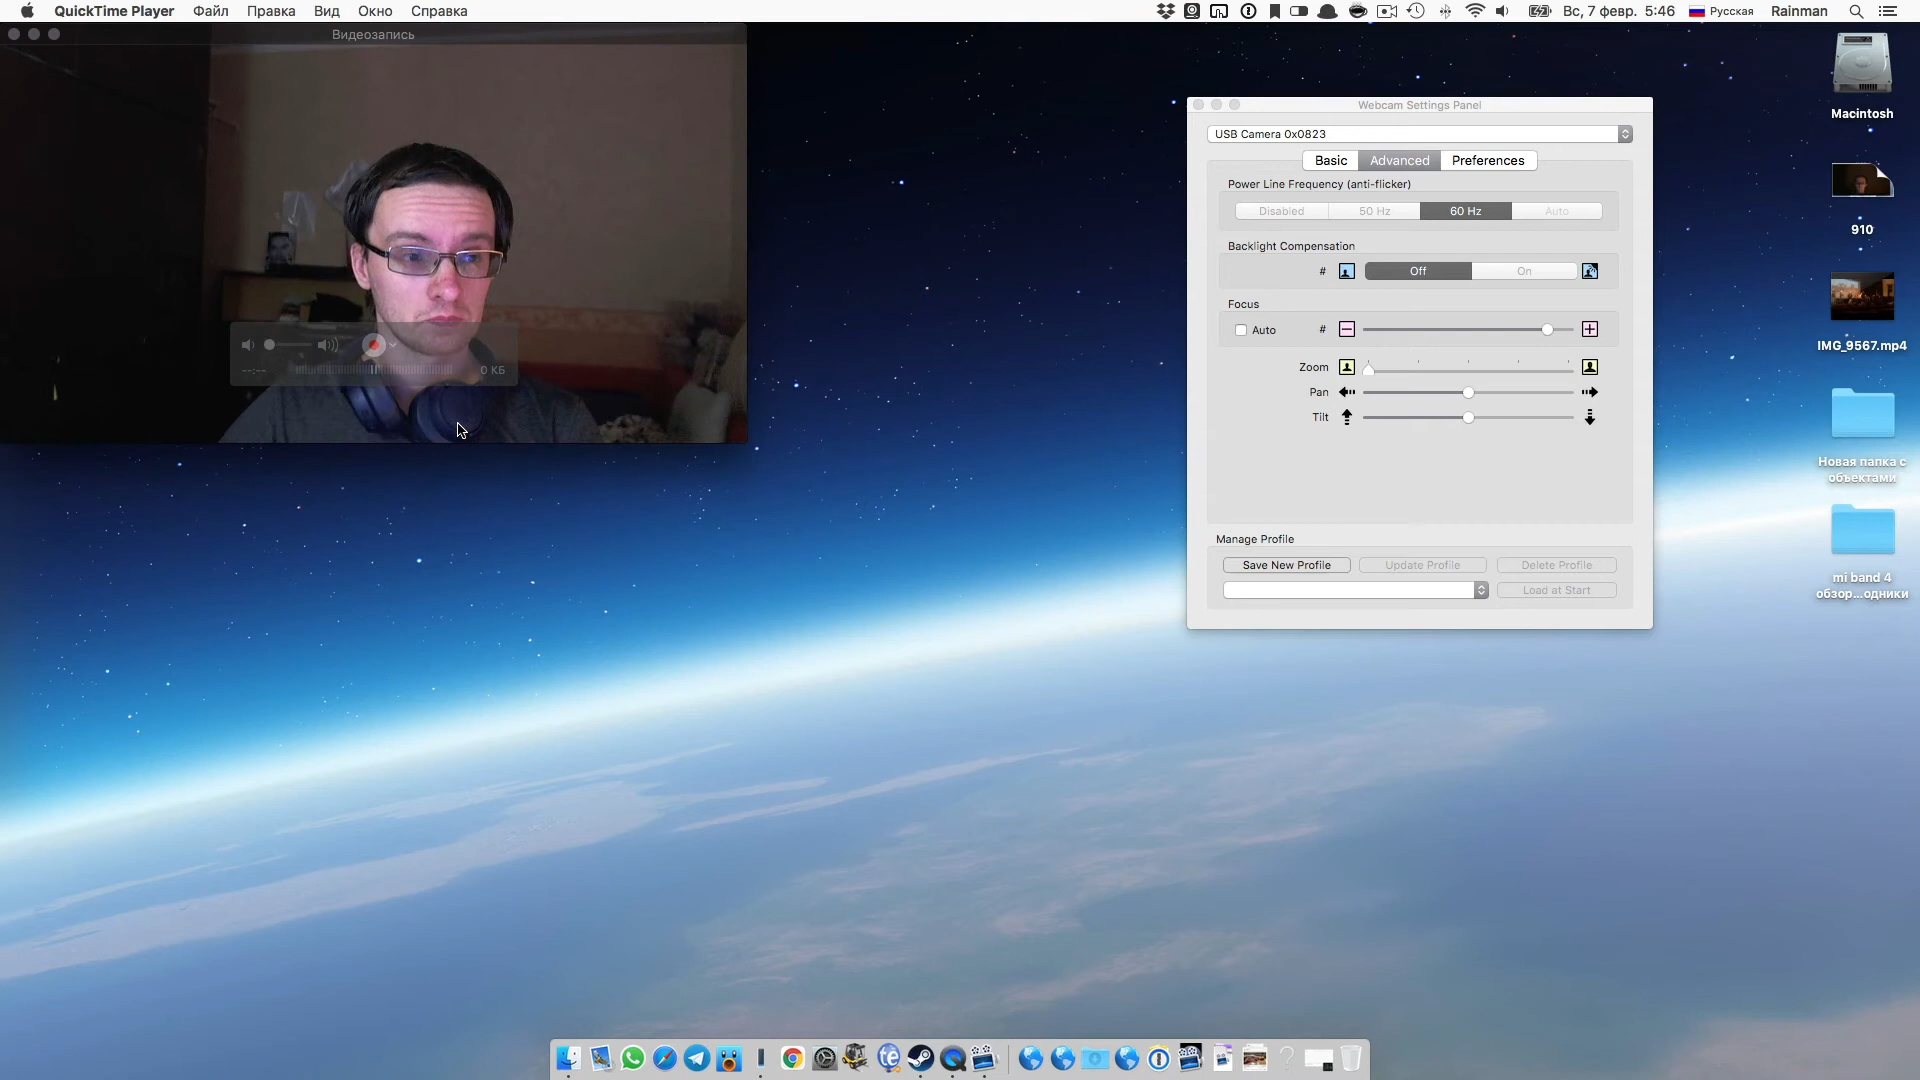 QuickTime Player Файл Правка Вид Окно Справка
Вс, 7 февр. 5:46 Русская Rainman
Видеозапись
--:-- 0 КБ
Webcam Settings Panel
USB Camera 0x0823
Basic Advanced Preferences
Power Line Frequency (anti-flicker)
Disabled 50 Hz 60 Hz Auto
Backlight Compensation
# Off On
Focus
Auto #
Zoom
Pan
Tilt
Manage Profile
Save New Profile Update Profile Delete Profile
Load at Start
Macintosh
910
IMG_9567.mp4
Новая папка с
объектами
mi band 4
обзор...одники
te